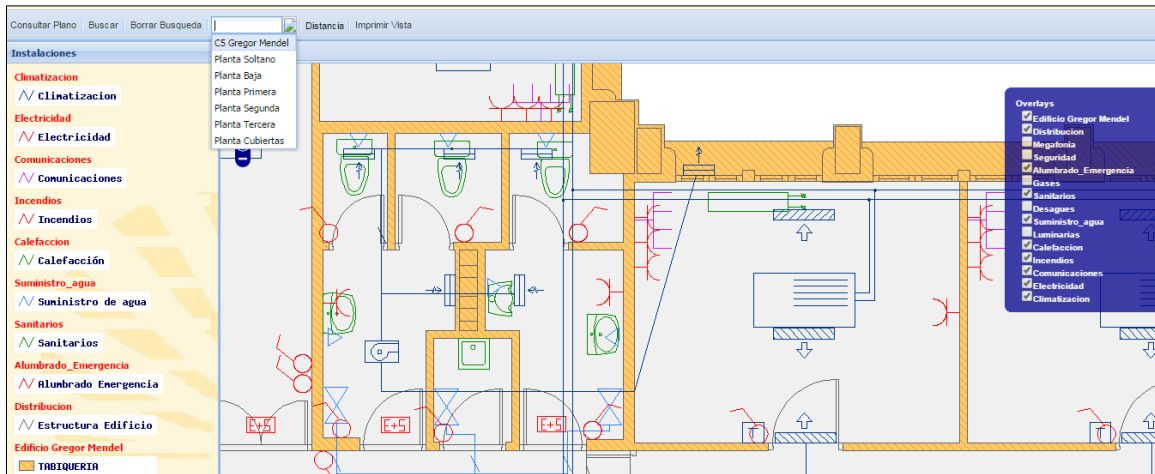 Consultar Plano Buscar Borrar Busqueda Distancia Imprimir Vista
CS Gregor Mendel
Planta Soltano
Planta Baja
Planta Primera
Planta Segunda
Planta Tercera
Planta Cubiertas
Instalaciones
Climatizacion
Climatizacion
Electricidad
Electricidad
Comunicaciones
Comunicaciones
Incendios
Incendios
Calefaccion
Calefacción
Suministro_agua
Suministro de agua
Sanitarios
Sanitarios
Alumbrado_Emergencia
Alumbrado Emergencia
Distribucion
Estructura Edificio
Edificio Gregor Mendel
TABIQUERIA
E+S
E+S
E+S
T
T
Overlays
Edificio Gregor Mendel
Distribucion
Megafonia
Seguridad
Alumbrado_Emergencia
Gases
Sanitarios
Desagues
Suministro_agua
Luminarias
Calefaccion
Incendios
Comunicaciones
Electricidad
Climatizacion